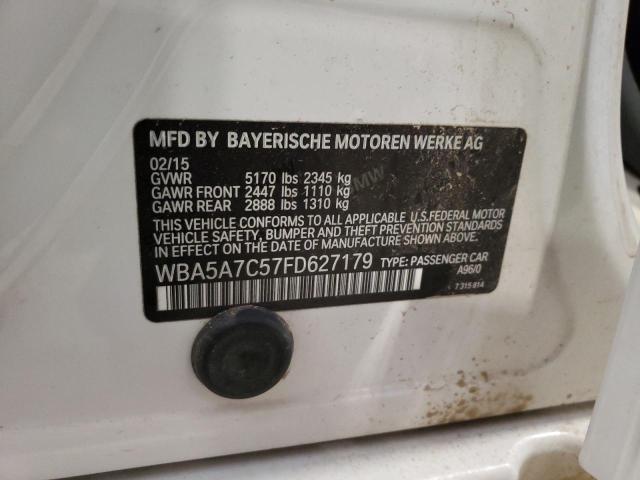 MFD BY BAYERISCHE MOTOREN WERKE AG
02/15
GVWR 5170 lbs 2345 kg
GAWR FRONT 2447 lbs 1110 kg
GAWR REAR 2888 lbs 1310 kg
BMW
THIS VEHICLE CONFORMS TO ALL APPLICABLE U.S.FEDERAL MOTOR
VEHICLE SAFETY, BUMPER, AND THEFT PREVENTION STANDARDS
IN EFFECT ON THE DATE OF MANUFACTURE SHOWN ABOVE.
WBA5A7C57FD627179 TYPE: PASSENGER CAR
A96/0
7 315 814